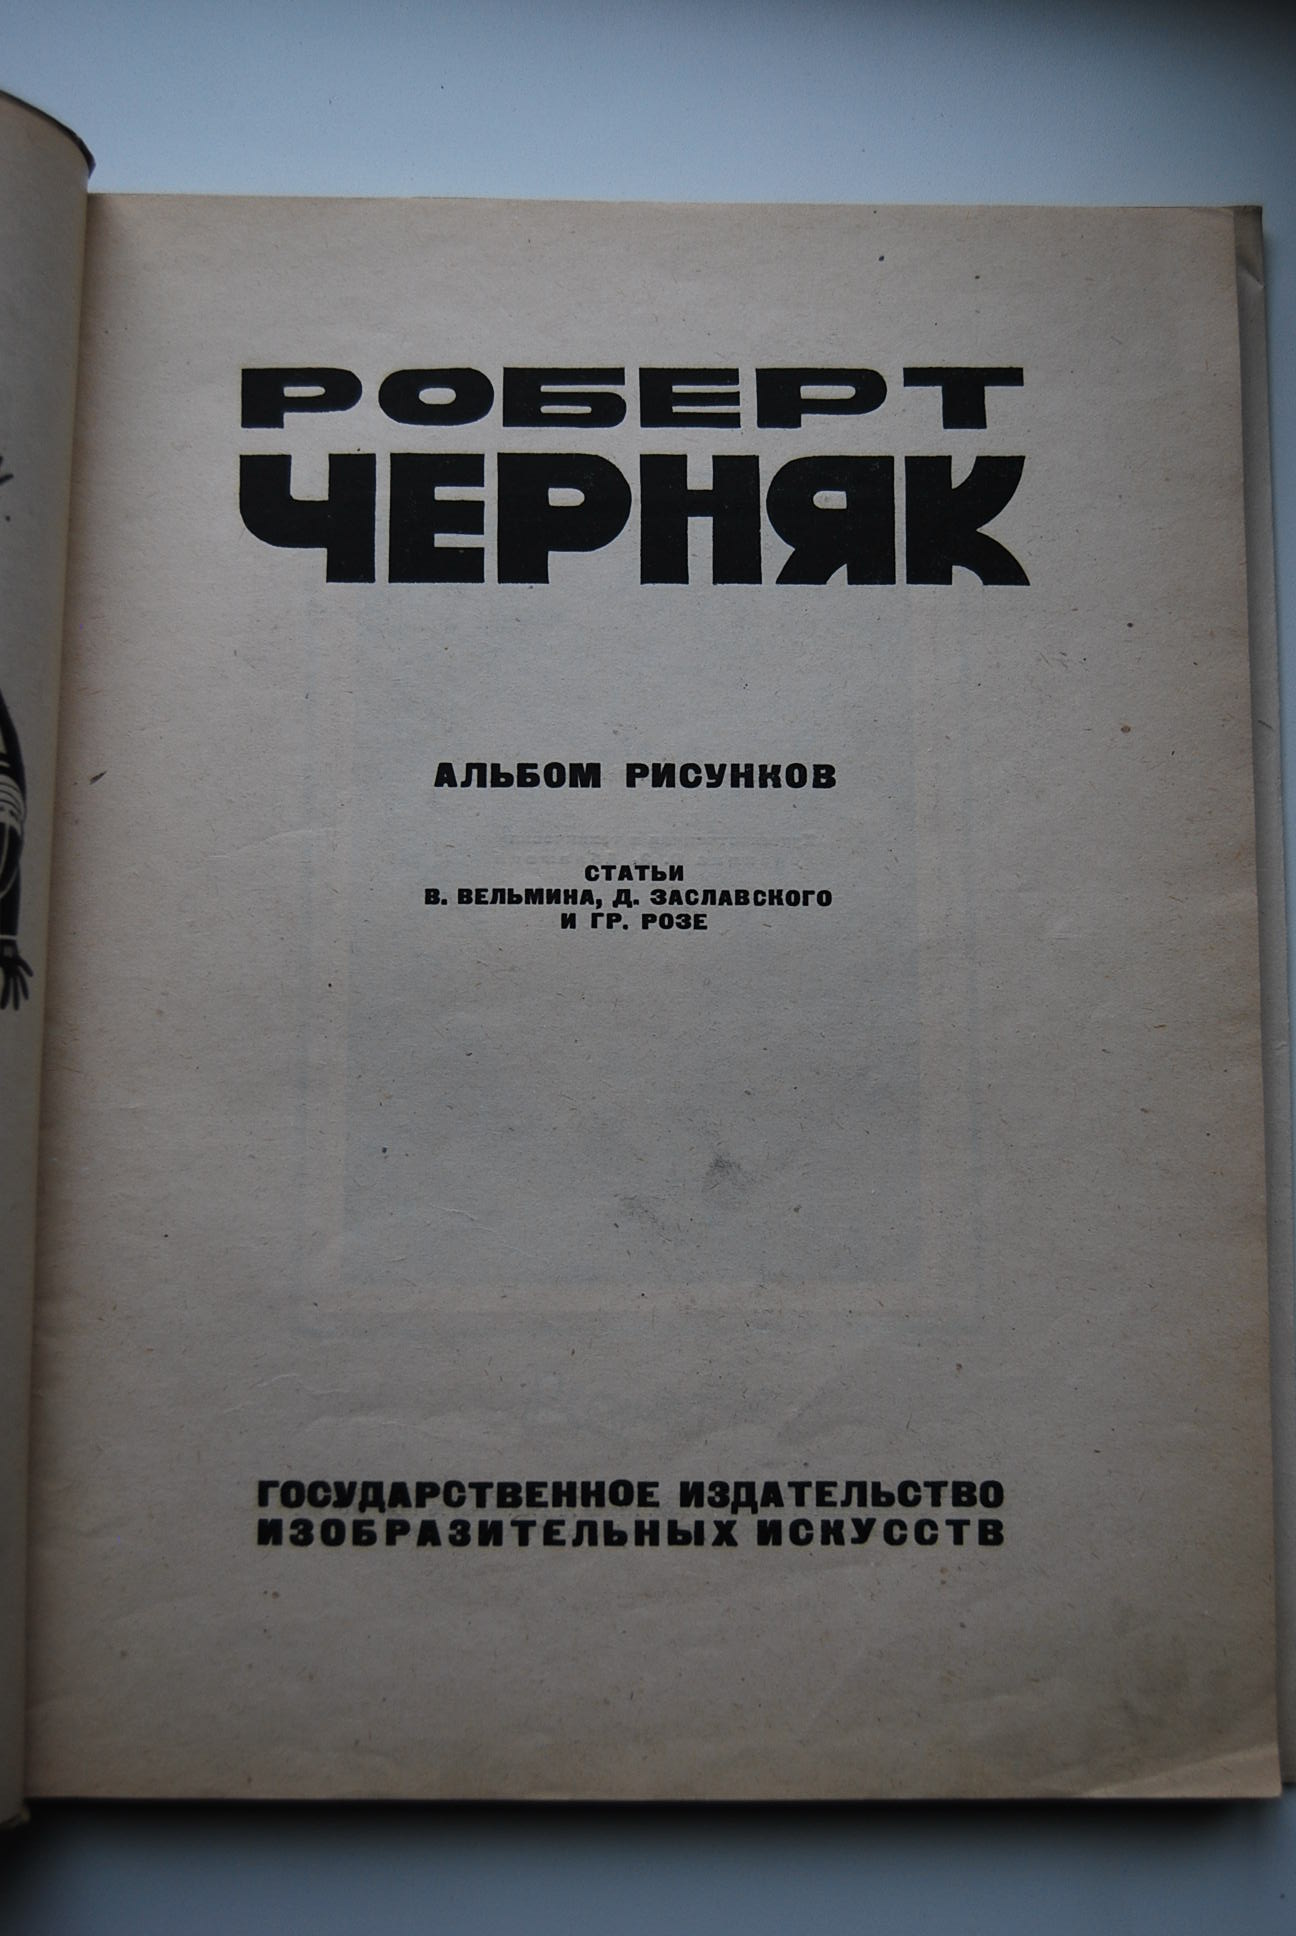 РОБЕРТ
ЧЕРНЯК
АЛЬБОМ РИСУНКОВ
СТАТЬИ
В. ВЕЛЬМИНА, Д. ЗАСЛАВСКОГО
И ГР. РОЗЕ
ГОСУДАРСТВЕННОЕ ИЗДАТЕЛЬСТВО
ИЗОБРАЗИТЕЛЬНЫХ ИСКУССТВ